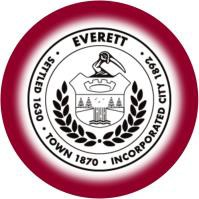 EVERETT
· SETTLED 1630 · TOWN 1870 · INCORPORATED CITY 1892 ·